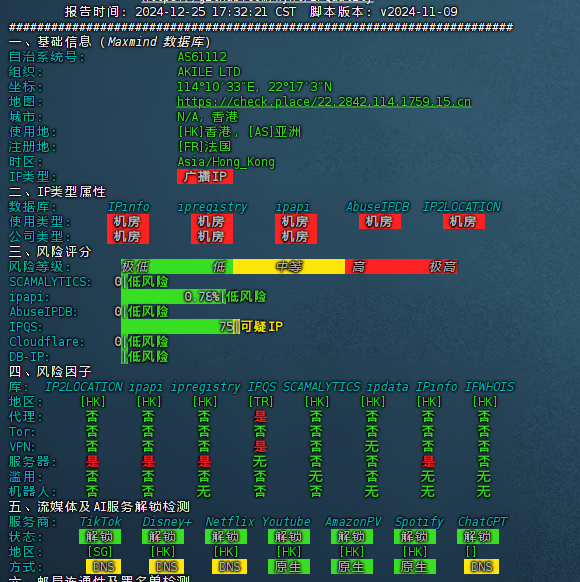 报告时间: 2024-12-25 17:32:21 CST 脚本版本: v2024-11-09
########################################################################
一、基础信息 (Maxmind 数据库)
自治系统号: AS61112
组织: AKILE LTD
坐标: 114°10′33″E, 22°17′3″N
地图: https://check.place/22.2842,114.1759,15,cn
城市: N/A, 香港
使用地: [HK]香港, [AS]亚洲
注册地: [FR]法国
时区: Asia/Hong_Kong
IP类型: 广播IP
二、IP类型属性
数据库: IPinfo ipregistry ipapi AbuseIPDB IP2LOCATION
使用类型: 机房 机房 机房 机房 机房
公司类型: 机房 机房 机房
三、风险评分
风险等级: 极低 低 中等 高 极高
SCAMALYTICS: 0|低风险
ipapi: 0.78%|低风险
AbuseIPDB: 0|低风险
IPQS: 75|可疑IP
Cloudflare: 0|低风险
DB-IP: |低风险
四、风险因子
库: IP2LOCATION ipapi ipregistry IPQS SCAMALYTICS ipdata IPinfo IPWHOIS
地区: [HK] [HK] [HK] [TR] [HK] [HK] [HK] [HK]
代理: 否 否 否 是 否 否 否 否
Tor: 否 否 否 否 否 否 否 否
VPN: 否 否 否 是 否 无 否 否
服务器: 是 是 是 无 否 否 是 否
滥用: 否 否 否 否 无 否 无 无
机器人: 否 否 无 否 否 无 无 无
五、流媒体及AI服务解锁检测
服务商: TikTok Disney+ Netflix Youtube AmazonPV Spotify ChatGPT
状态: 解锁 解锁 解锁 解锁 解锁 解锁 解锁
地区: [SG] [HK] [HK] [HK] [HK] [HK] []
方式: DNS DNS DNS 原生 原生 原生 DNS